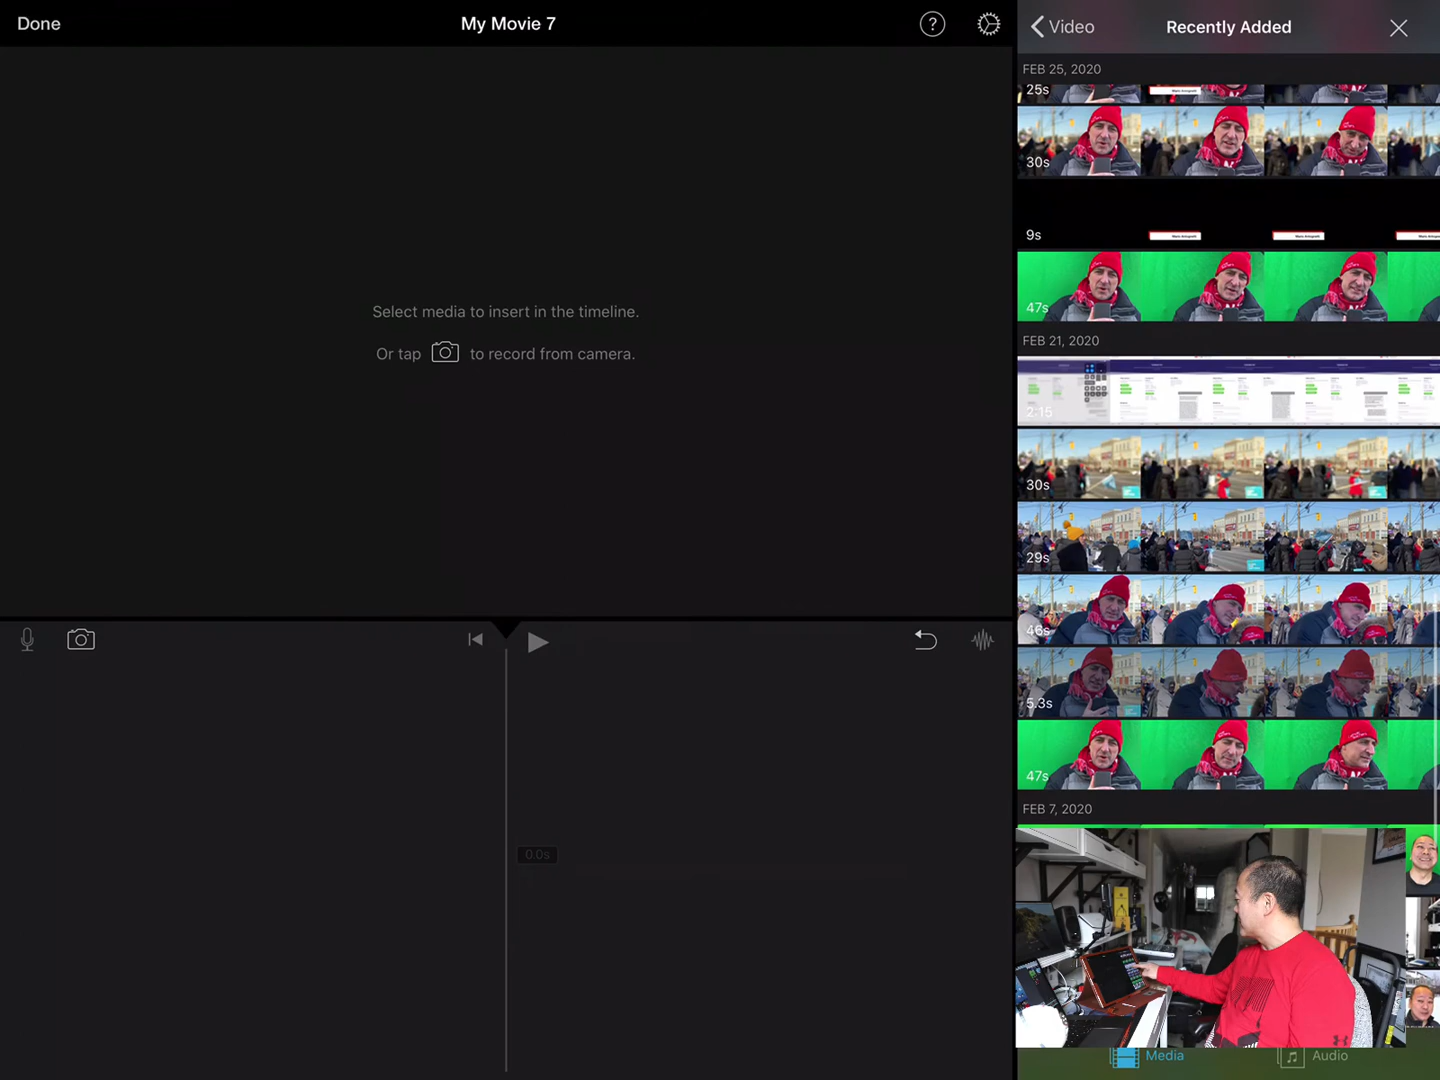 Done
My Movie 7
?
Video
Recently Added
FEB 25, 2020
25s
30s
9s
47s
FEB 21, 2020
2:15
30s
29s
46s
5.3s
47s
FEB 7, 2020
Select media to insert in the timeline.
Or tap to record from camera.
0.0s
Media
Audio